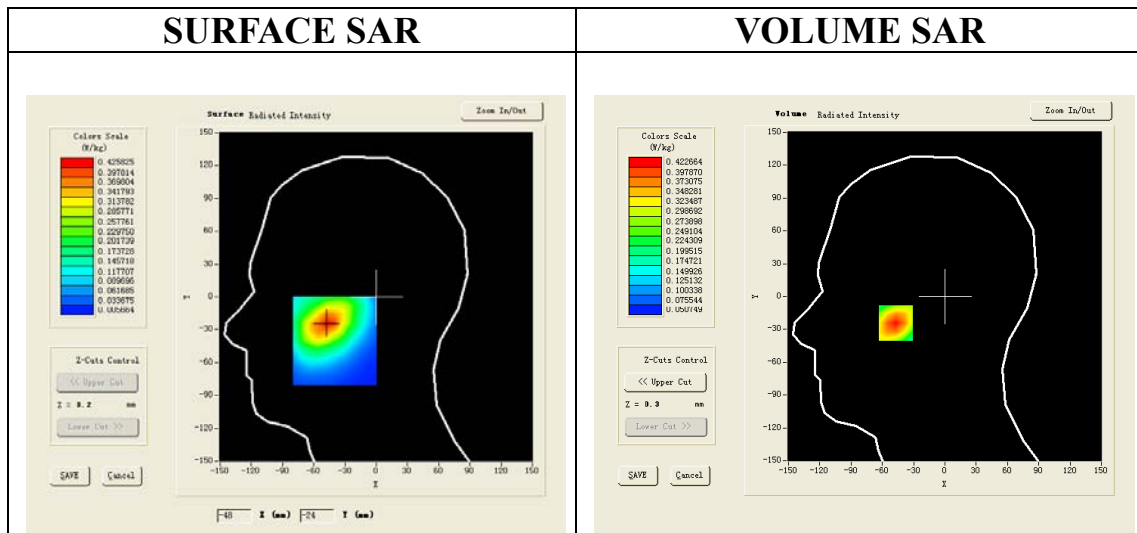 SURFACE SAR
Surface Radiated Intensity
Zoom In/Out
Colors Scale
(W/kg)
0.425825
0.397814
0.369804
0.341793
0.313782
0.285771
0.257761
0.229750
0.201739
0.173728
0.145718
0.117707
0.089696
0.061685
0.033675
0.005664
Z-Cuts Control
<< Upper Cut
Z = 0.2 mm
Lower Cut >>
SAVE
Cancel
150
120
90
60
30
0
-30
-60
-90
-120
-150
Y
-150 -120 -90 -60 -30 0 30 60 90 120 150
X
-48 X (mm) -24 Y (mm)
VOLUME SAR
Volume Radiated Intensity
Zoom In/Out
Colors Scale
(W/kg)
0.422664
0.397870
0.373075
0.348281
0.323487
0.298692
0.273898
0.249104
0.224309
0.199515
0.174721
0.149926
0.125132
0.100338
0.075544
0.050749
Z-Cuts Control
<< Upper Cut
Z = 0.3 mm
Lower Cut >>
SAVE
Cancel
150
120
90
60
30
0
-30
-60
-90
-120
-150
Y
-150 -120 -90 -60 -30 0 30 60 90 120 150
X